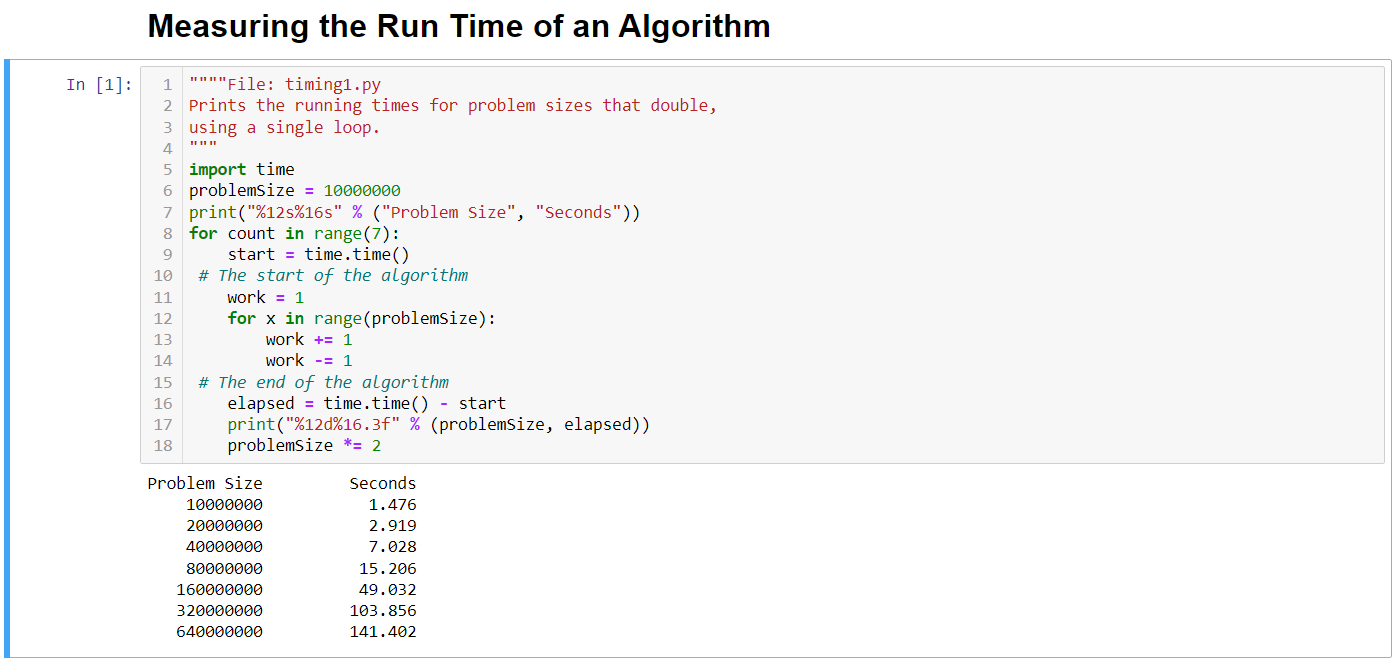 Measuring the Run Time of an Algorithm
In [1]:
1 """"File: timing1.py
2 Prints the running times for problem sizes that double,
3 using a single loop.
4 """
5 import time
6 problemSize = 10000000
7 print("%12s%16s" % ("Problem Size", "Seconds"))
8 for count in range(7):
9     start = time.time()
10  # The start of the algorithm
11     work = 1
12     for x in range(problemSize):
13         work += 1
14         work -= 1
15  # The end of the algorithm
16     elapsed = time.time() - start
17     print("%12d%16.3f" % (problemSize, elapsed))
18     problemSize *= 2
Problem Size         Seconds
    10000000           1.476
    20000000           2.919
    40000000           7.028
    80000000          15.206
   160000000          49.032
   320000000         103.856
   640000000         141.402